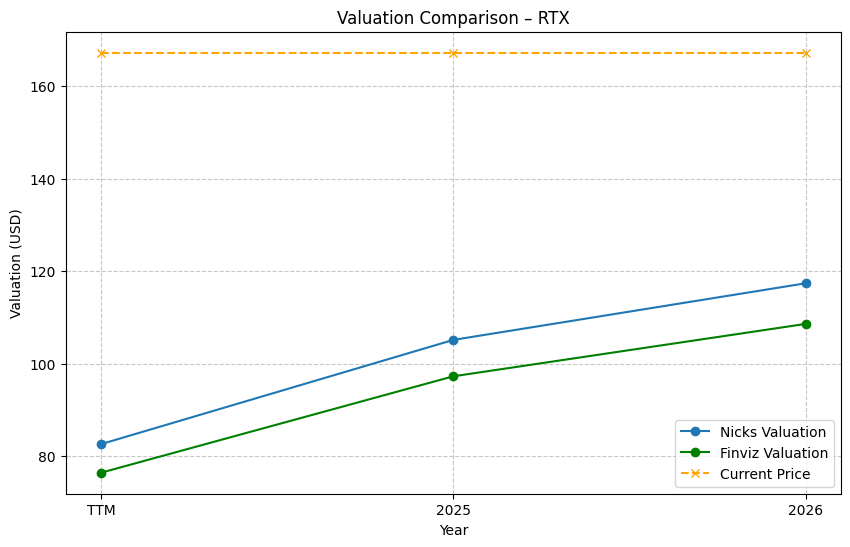 Valuation Comparison – RTX
Valuation (USD)
160
140
120
100
80
TTM
2025
2026
Year
Nicks Valuation
Finviz Valuation
Current Price